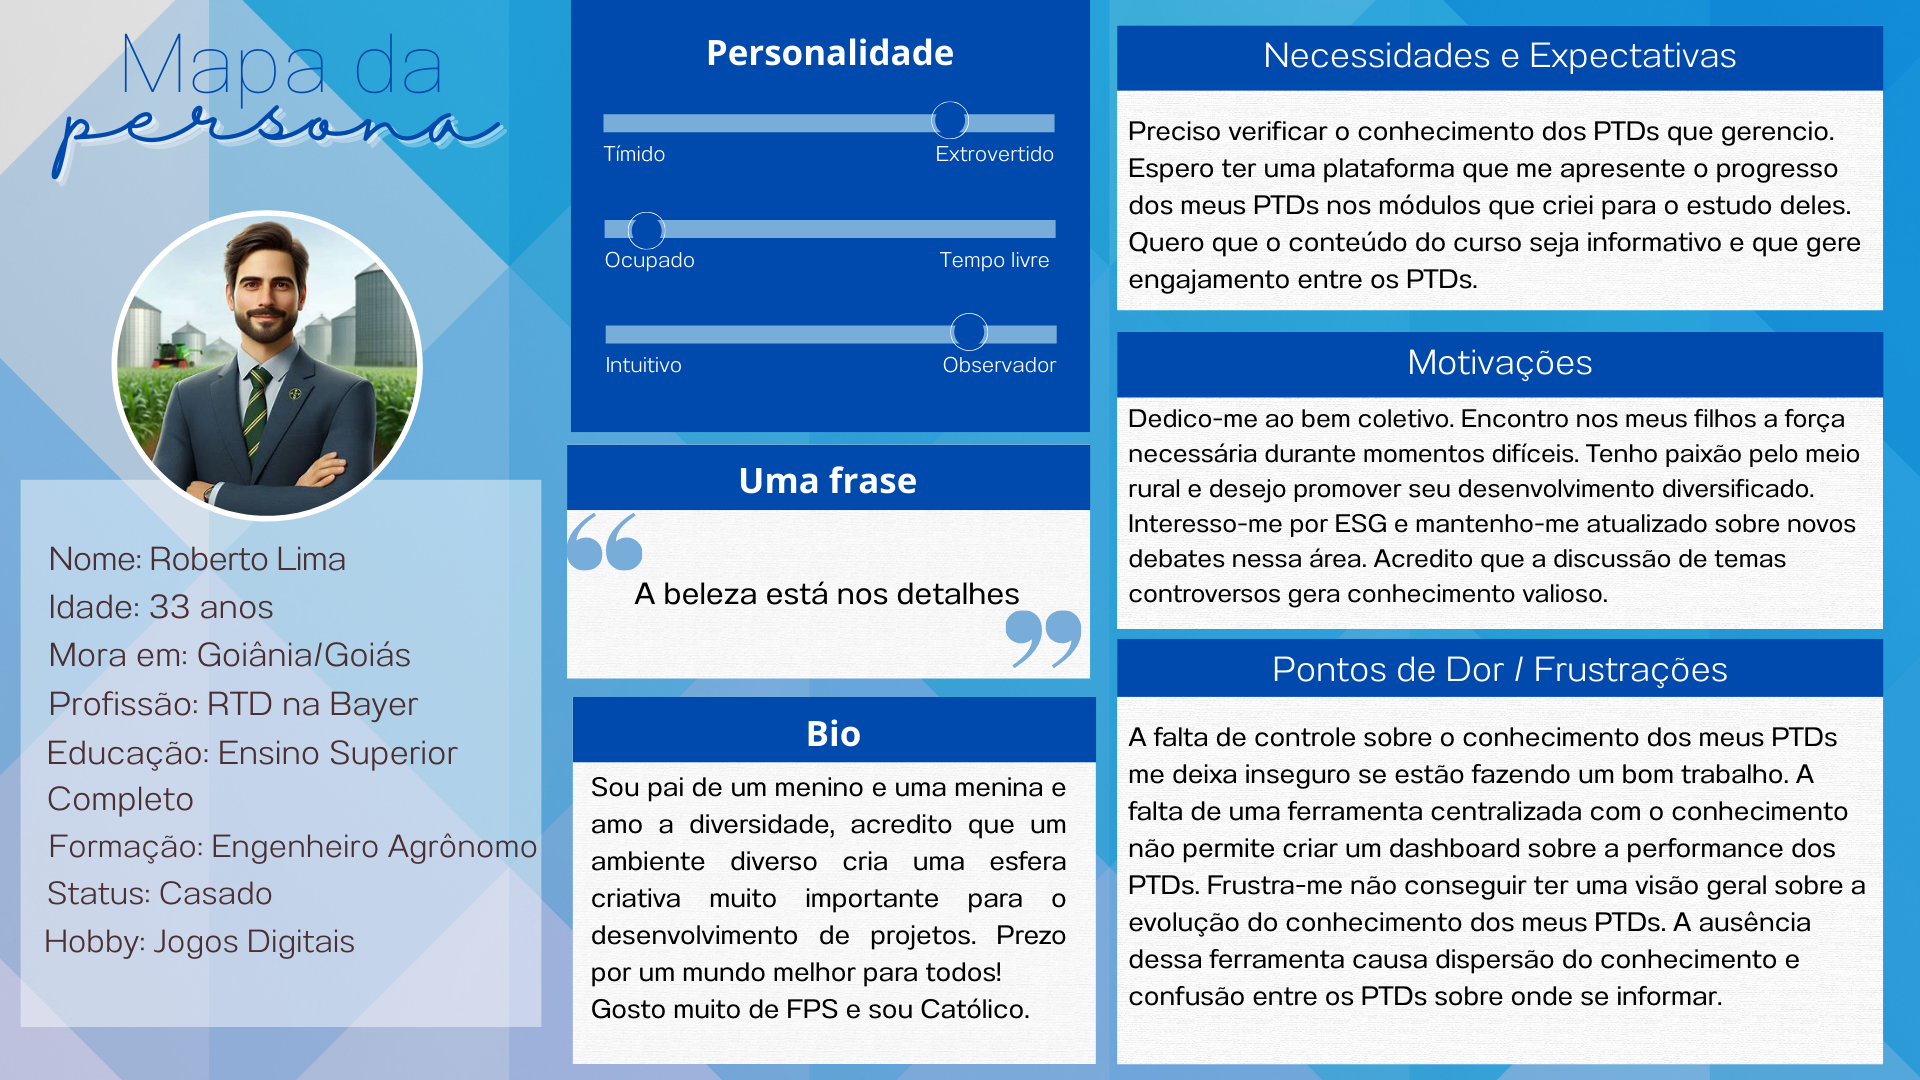 Mapa da
persona
Nome: Roberto Lima
Idade: 33 anos
Mora em: Goiânia/Goiás
Profissão: RTD na Bayer
Educação: Ensino Superior
Completo
Formação: Engenheiro Agrônomo
Status: Casado
Hobby: Jogos Digitais
Personalidade
Tímido Extrovertido
Ocupado Tempo livre
Intuitivo Observador
Uma frase
“
A beleza está nos detalhes
”
Bio
Sou pai de um menino e uma menina e
amo a diversidade, acredito que um
ambiente diverso cria uma esfera
criativa muito importante para o
desenvolvimento de projetos. Prezo
por um mundo melhor para todos!
Gosto muito de FPS e sou Católico.
Necessidades e Expectativas
Preciso verificar o conhecimento dos PTDs que gerencio.
Espero ter uma plataforma que me apresente o progresso
dos meus PTDs nos módulos que criei para o estudo deles.
Quero que o conteúdo do curso seja informativo e que gere
engajamento entre os PTDs.
Motivações
Dedico-me ao bem coletivo. Encontro nos meus filhos a força
necessária durante momentos difíceis. Tenho paixão pelo meio
rural e desejo promover seu desenvolvimento diversificado.
Interesso-me por ESG e mantenho-me atualizado sobre novos
debates nessa área. Acredito que a discussão de temas
controversos gera conhecimento valioso.
Pontos de Dor / Frustrações
A falta de controle sobre o conhecimento dos meus PTDs
me deixa inseguro se estão fazendo um bom trabalho. A
falta de uma ferramenta centralizada com o conhecimento
não permite criar um dashboard sobre a performance dos
PTDs. Frustra-me não conseguir ter uma visão geral sobre a
evolução do conhecimento dos meus PTDs. A ausência
dessa ferramenta causa dispersão do conhecimento e
confusão entre os PTDs sobre onde se informar.